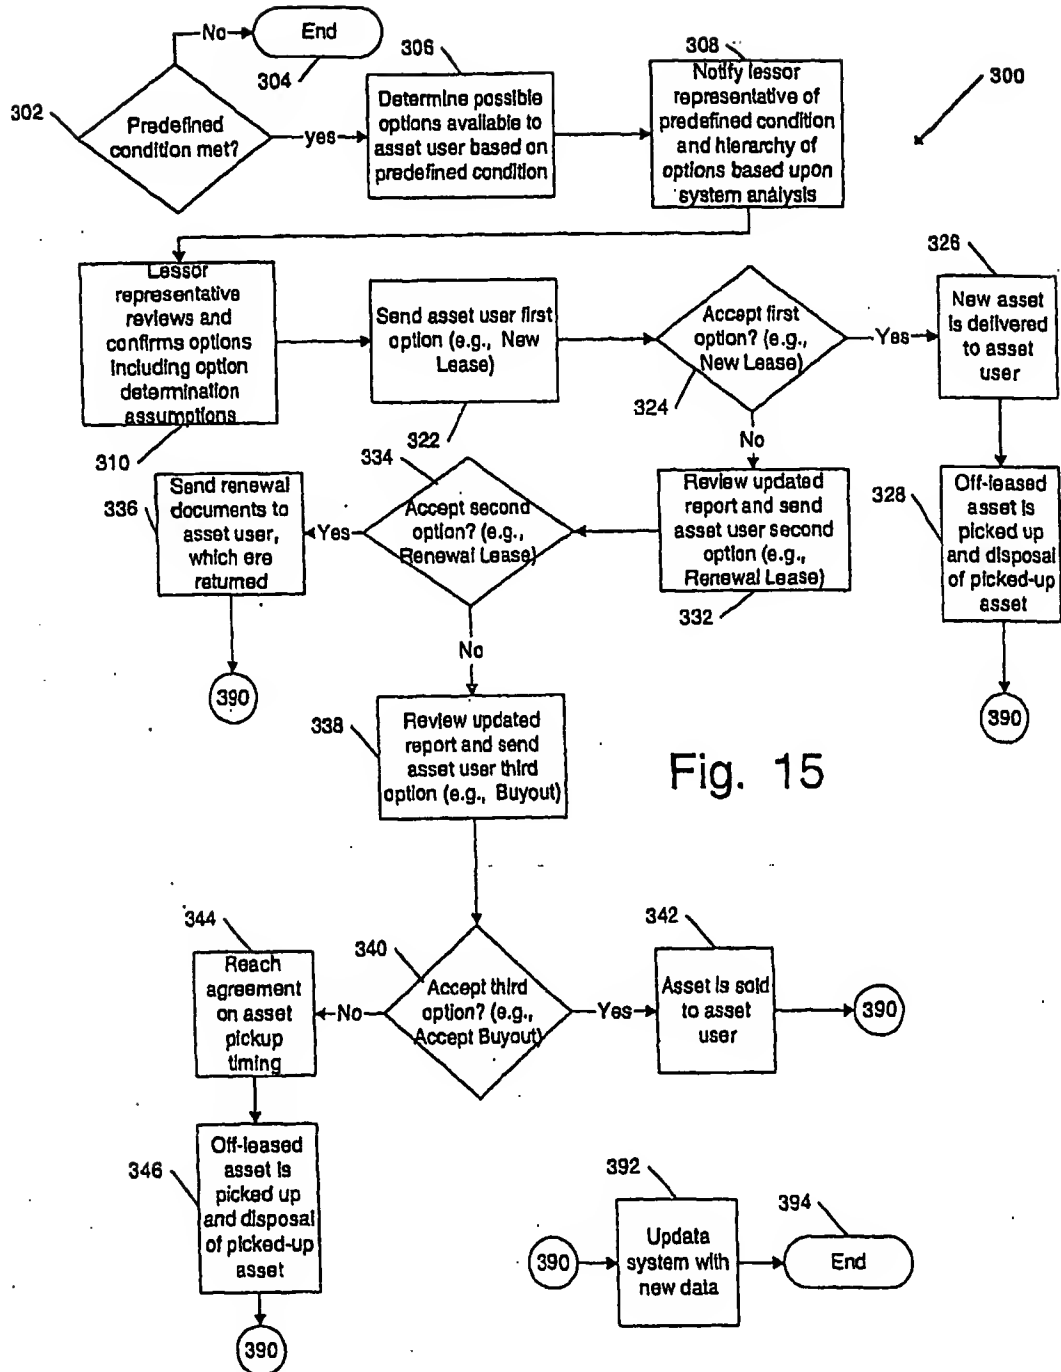 No
End
304
302
Predefined
condition met?
yes
306
Determine possible
options available to
asset user based on
predefined condition
308
Notify lessor
representative of
predefined condition
and hierarchy of
options based upon
system analysis
300
Lessor
representative
reviews and
confirms options
including option
determination
assumptions
310
Send asset user first
option (e.g., New
Lease)
322
Accept first
option? (e.g.,
New Lease)
324
Yes
326
New asset
is delivered
to asset
user
328
Off-leased
asset is
picked up
and disposal
of picked-up
asset
390
No
Review updated
report and send
asset user second
option (e.g.,
Renewal Lease)
332
334
Accept second
option? (e.g.,
Renewal Lease)
Yes
336
Send renewal
documents to
asset user,
which are
returned
390
No
338
Review updated
report and send
asset user third
option (e.g., Buyout)
Fig. 15
340
Accept third
option? (e.g.,
Accept Buyout)
Yes
342
Asset is sold
to asset
user
390
No
344
Reach
agreement
on asset
pickup
timing
346
Off-leased
asset is
picked up
and disposal
of picked-up
asset
390
390
392
Updata
system with
new data
394
End